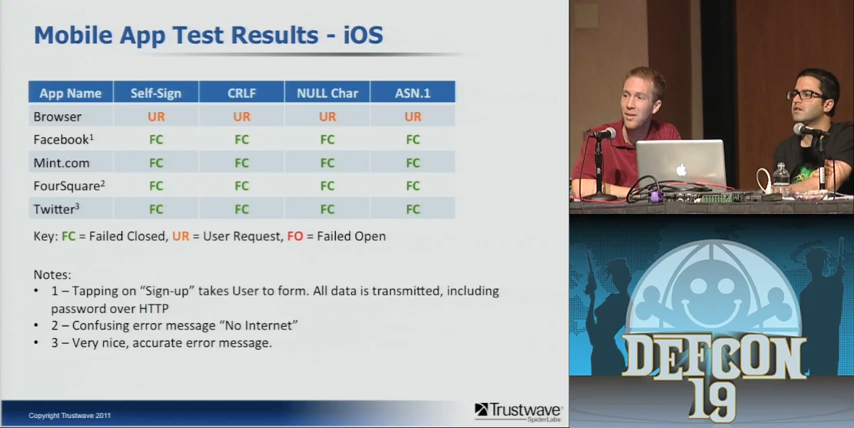 Mobile App Test Results - iOS
App Name Self-Sign CRLF NULL Char ASN.1
Browser UR UR UR UR
Facebook1 FC FC FC FC
Mint.com FC FC FC FC
FourSquare2 FC FC FC FC
Twitter3 FC FC FC FC
Key: FC = Failed Closed, UR = User Request, FO = Failed Open
Notes:
• 1 – Tapping on “Sign-up” takes User to form. All data is transmitted, including
password over HTTP
• 2 – Confusing error message “No Internet”
• 3 – Very nice, accurate error message.
Copyright Trustwave 2011
Trustwave®
SpiderLabs
DEFCON
19